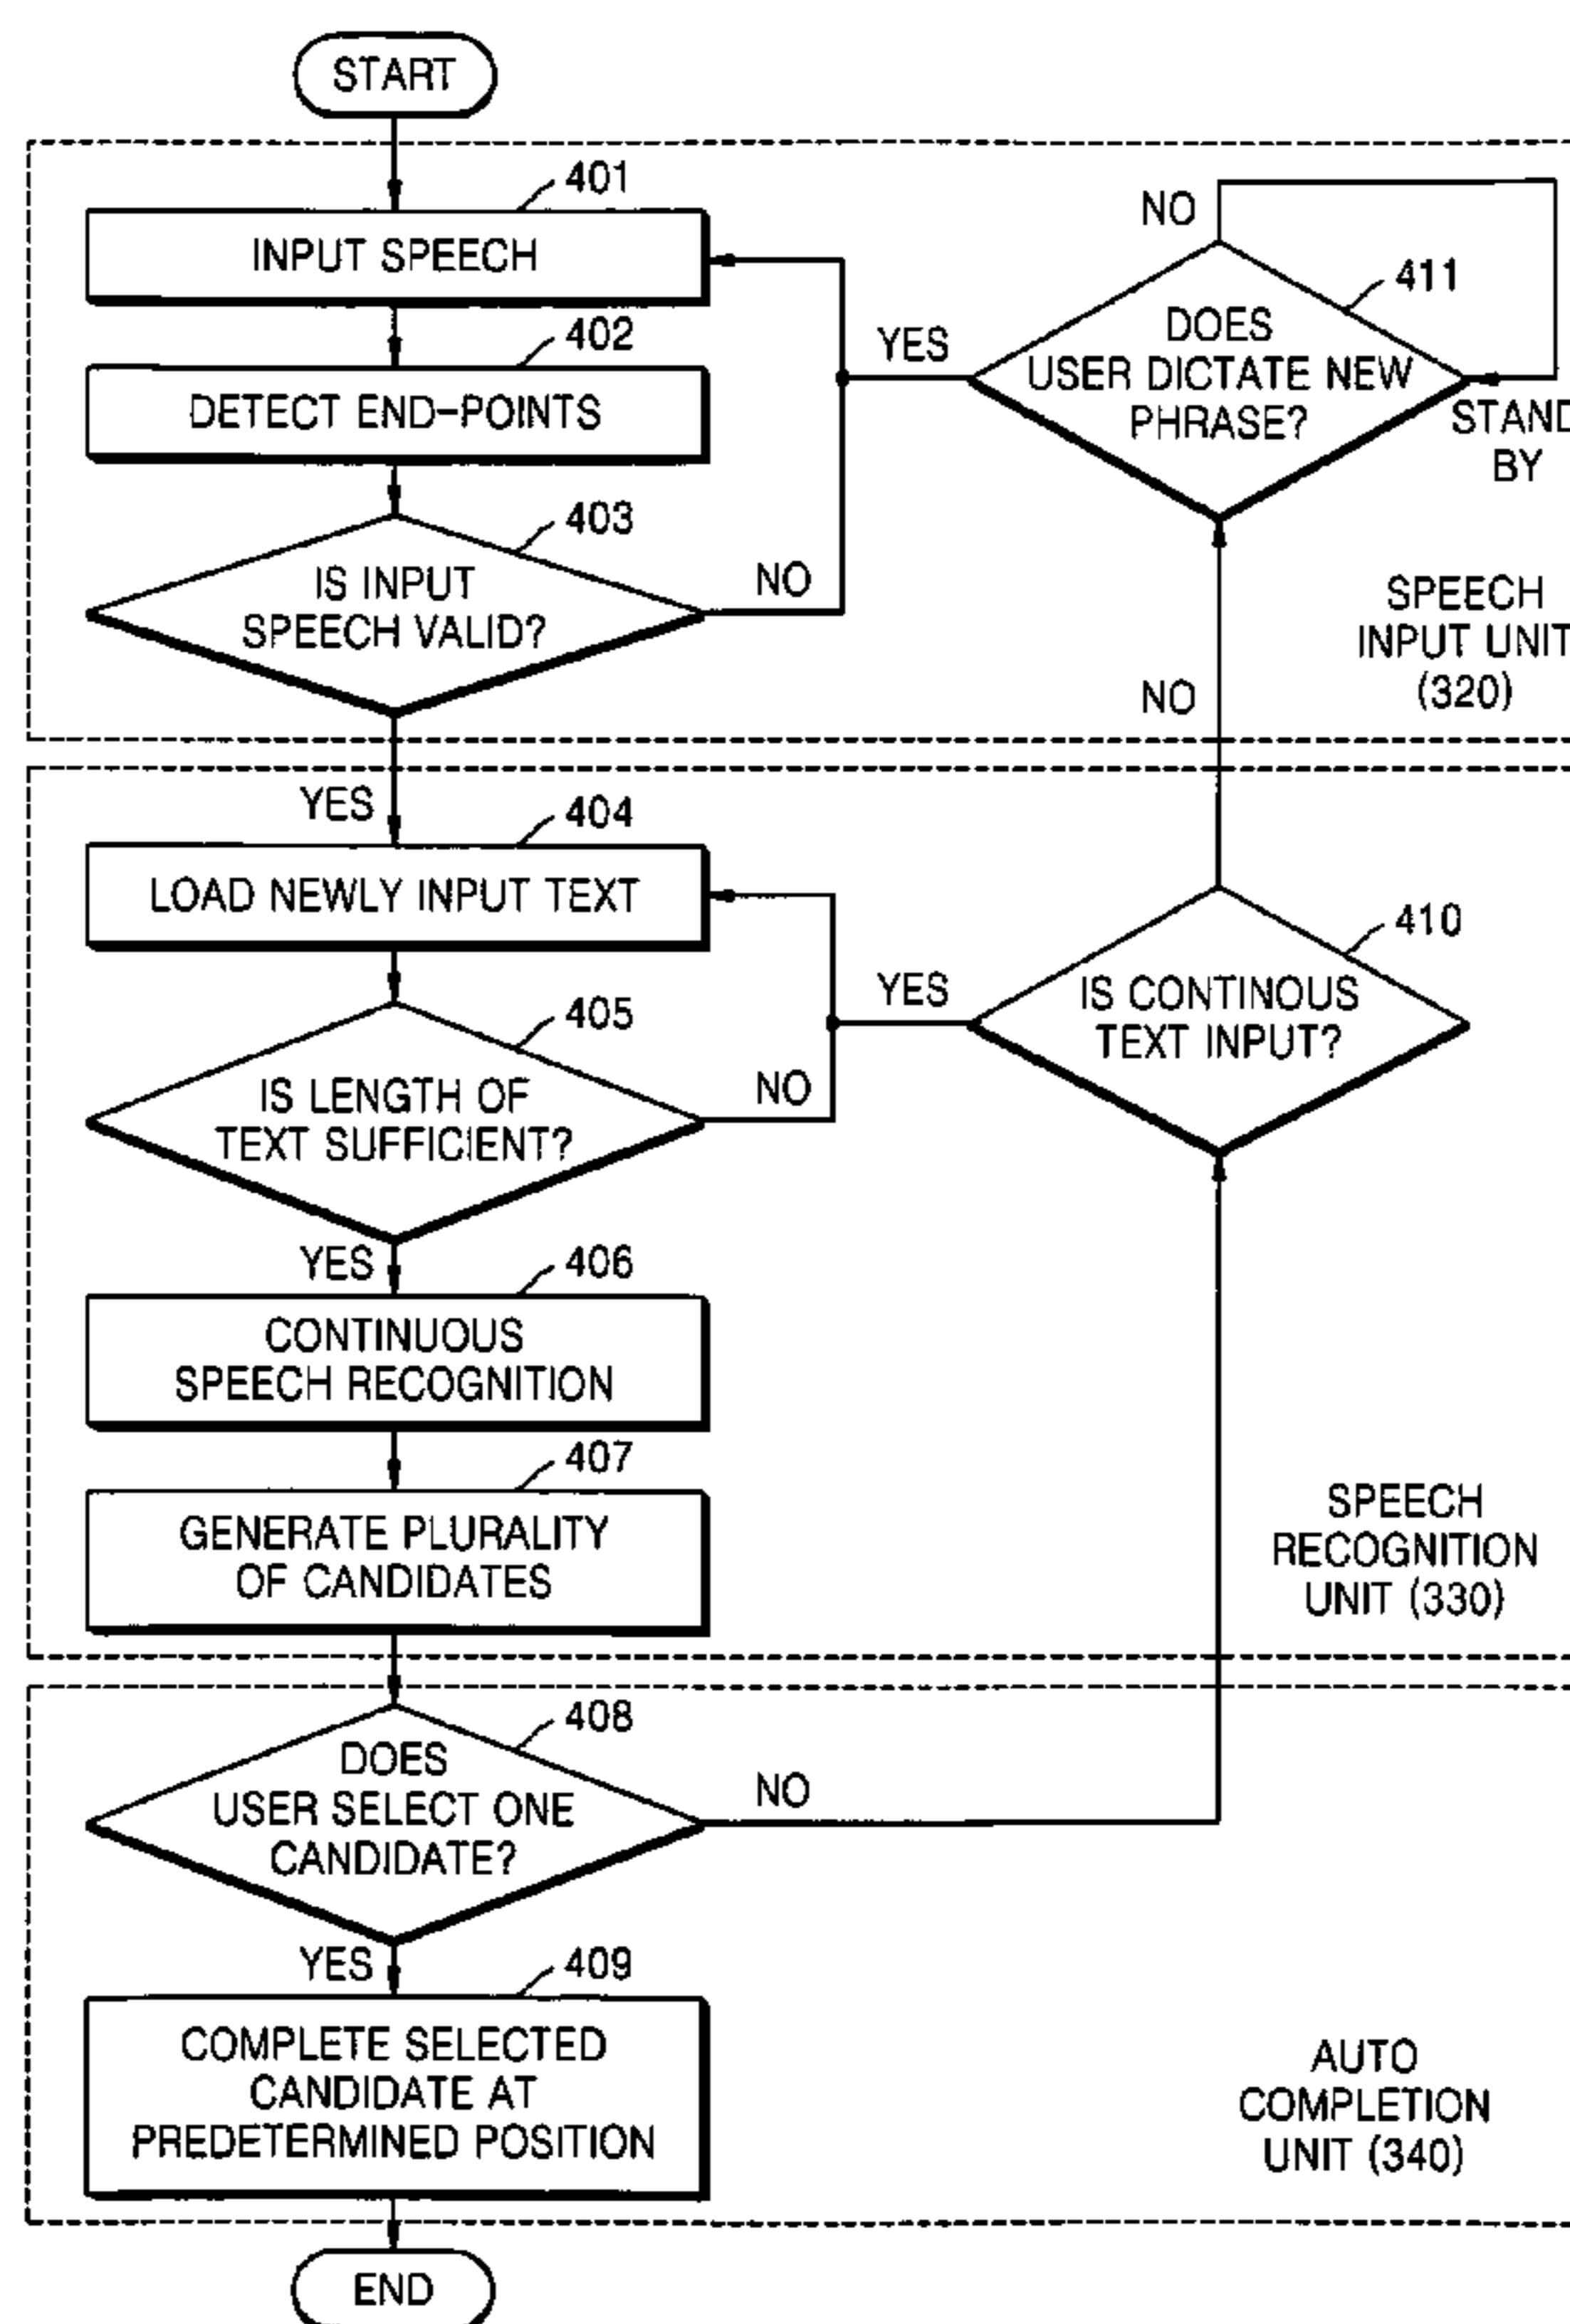 START
401
INPUT SPEECH
402
DETECT END-POINTS
403
IS INPUT
SPEECH VALID?
NO
YES
NO
411
DOES
USER DICTATE NEW
PHRASE?
STAND
BY
SPEECH
INPUT UNIT
(320)
NO
YES
404
LOAD NEWLY INPUT TEXT
405
IS LENGTH OF
TEXT SUFFICIENT?
NO
YES
410
IS CONTINOUS
TEXT INPUT?
YES
406
CONTINUOUS
SPEECH RECOGNITION
407
GENERATE PLURALITY
OF CANDIDATES
SPEECH
RECOGNITION
UNIT (330)
408
DOES
USER SELECT ONE
CANDIDATE?
NO
YES
409
COMPLETE SELECTED
CANDIDATE AT
PREDETERMINED POSITION
AUTO
COMPLETION
UNIT (340)
END